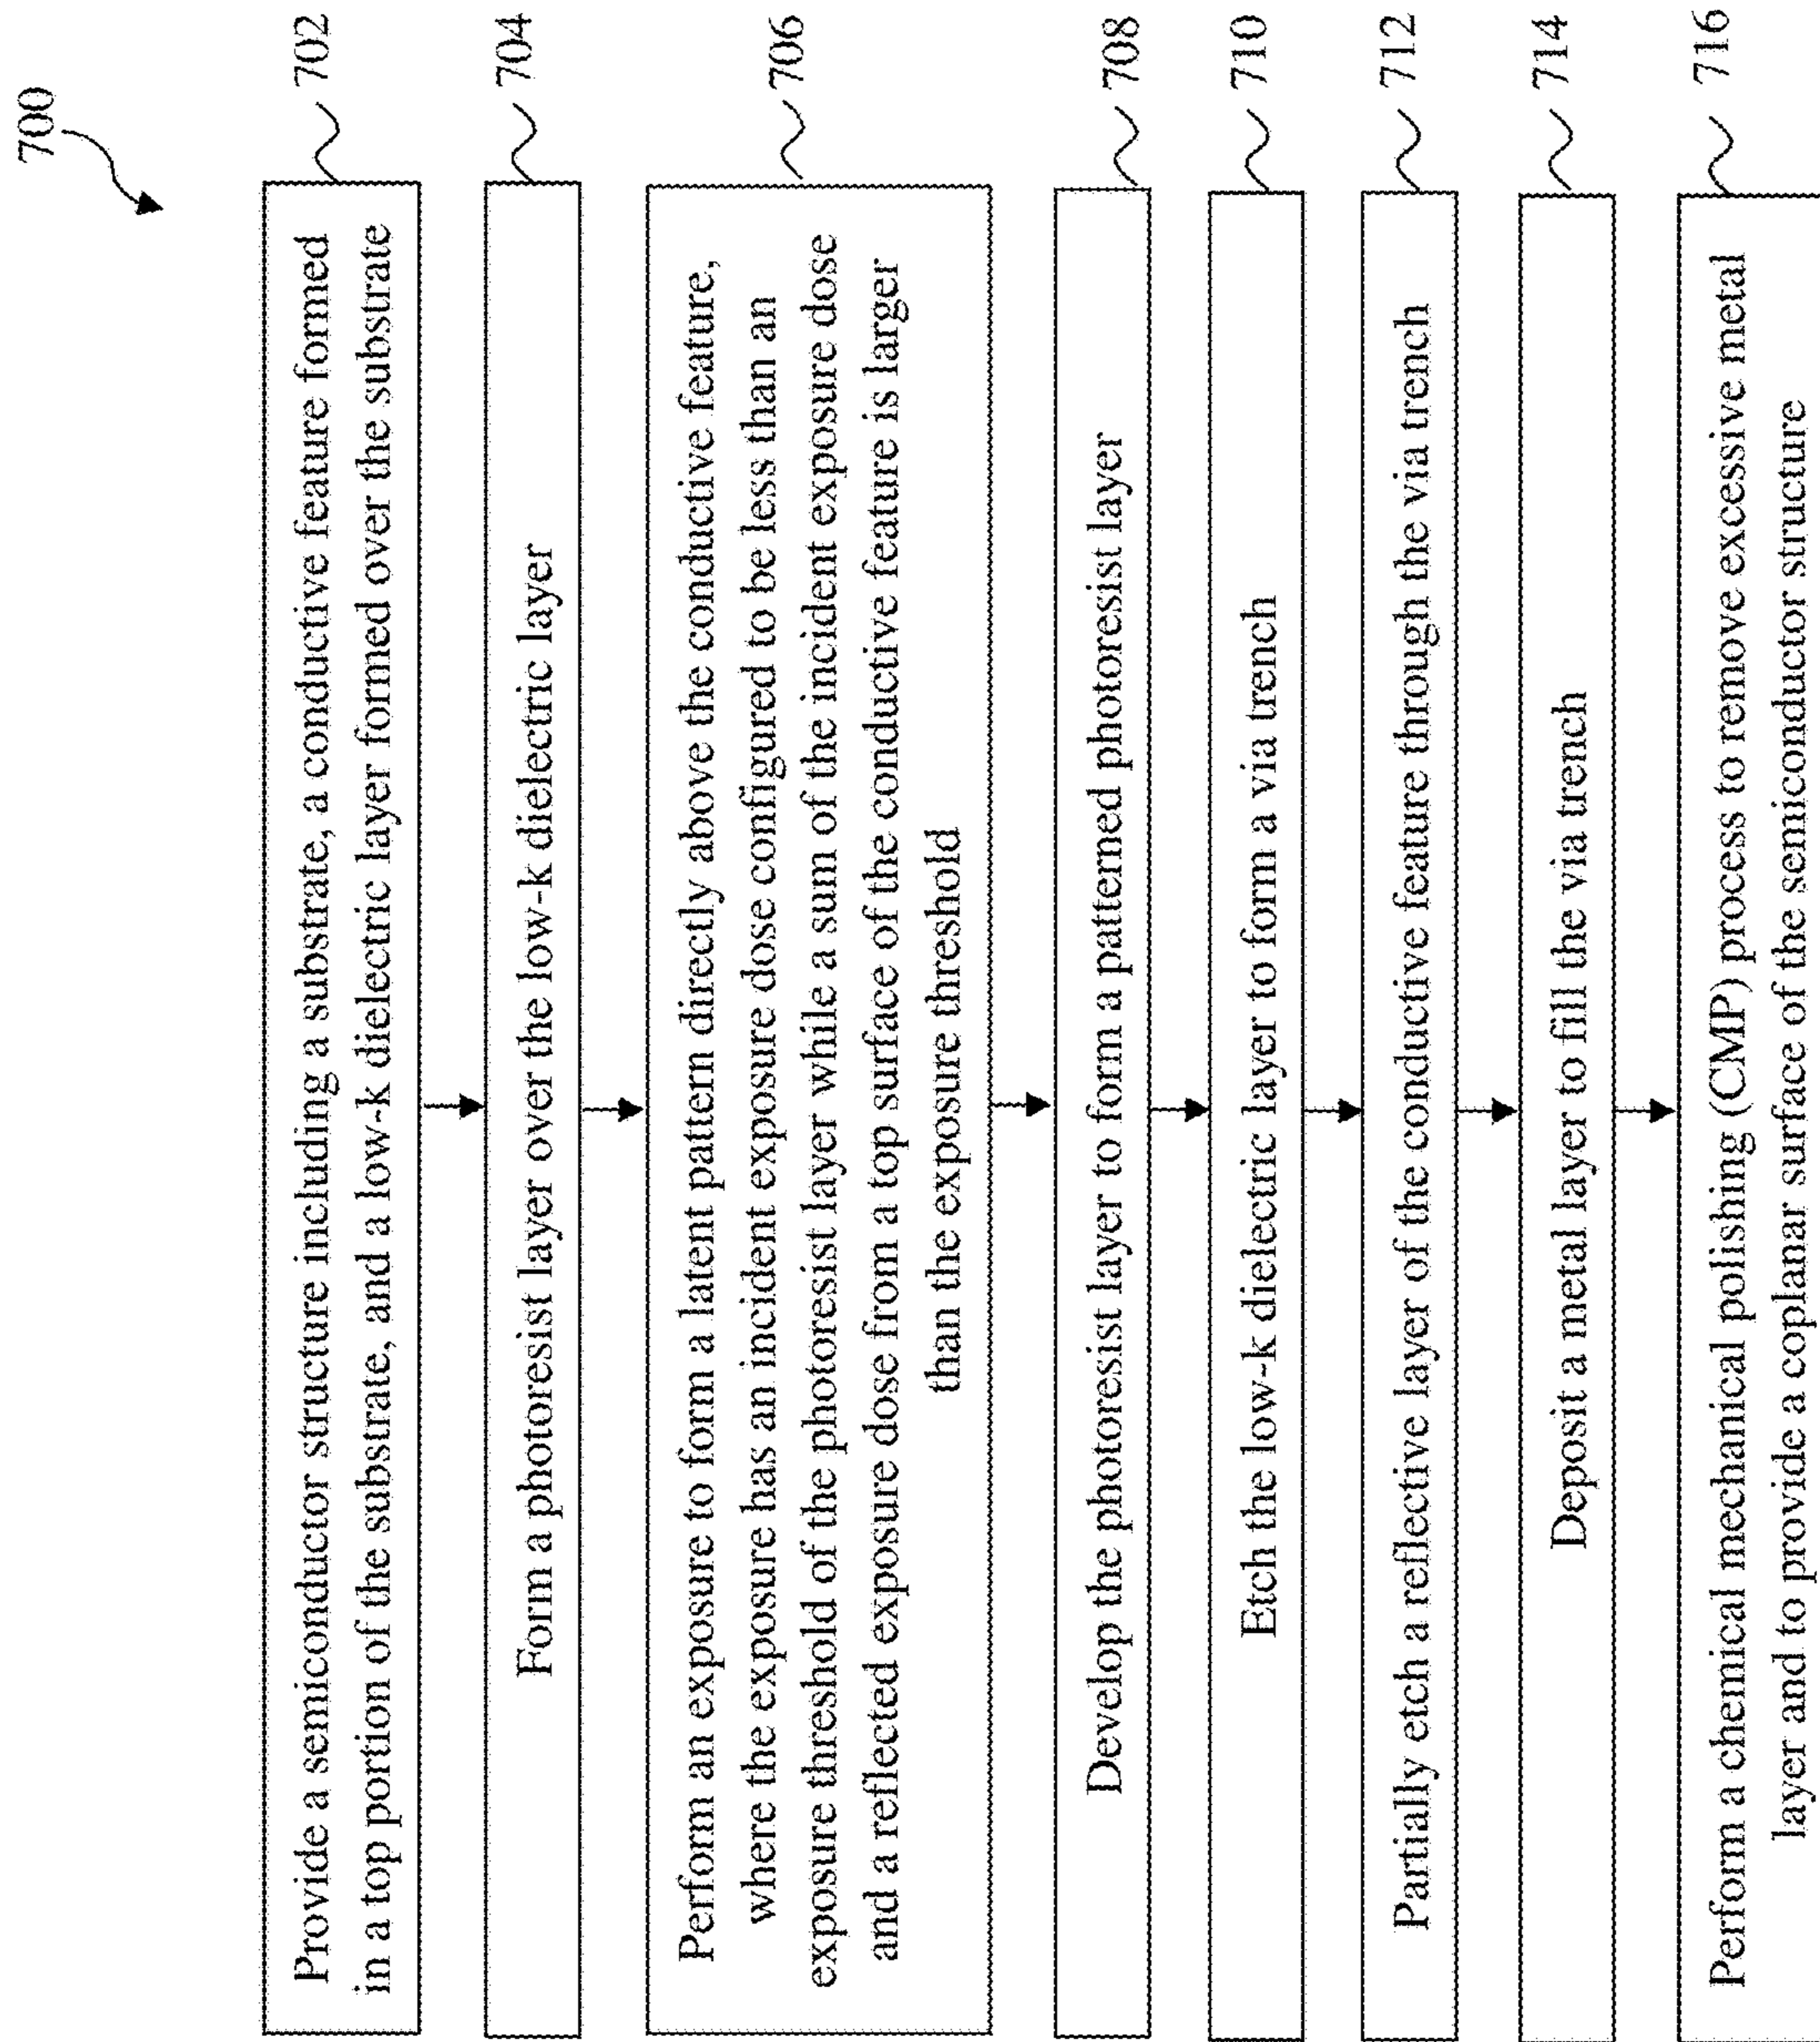 700
Provide a semiconductor structure including a substrate, a conductive feature formed
in a top portion of the substrate, and a low-k dielectric layer formed over the substrate
702
Form a photoresist layer over the low-k dielectric layer
704
Perform an exposure to form a latent pattern directly above the conductive feature,
where the exposure has an incident exposure dose configured to be less than an
exposure threshold of the photoresist layer while a sum of the incident exposure dose
and a reflected exposure dose from a top surface of the conductive feature is larger
than the exposure threshold
706
Develop the photoresist layer to form a patterned photoresist layer
708
Etch the low-k dielectric layer to form a via trench
710
Partially etch a reflective layer of the conductive feature through the via trench
712
Deposit a metal layer to fill the via trench
714
Perform a chemical mechanical polishing (CMP) process to remove excessive metal
layer and to provide a coplanar surface of the semiconductor structure
716